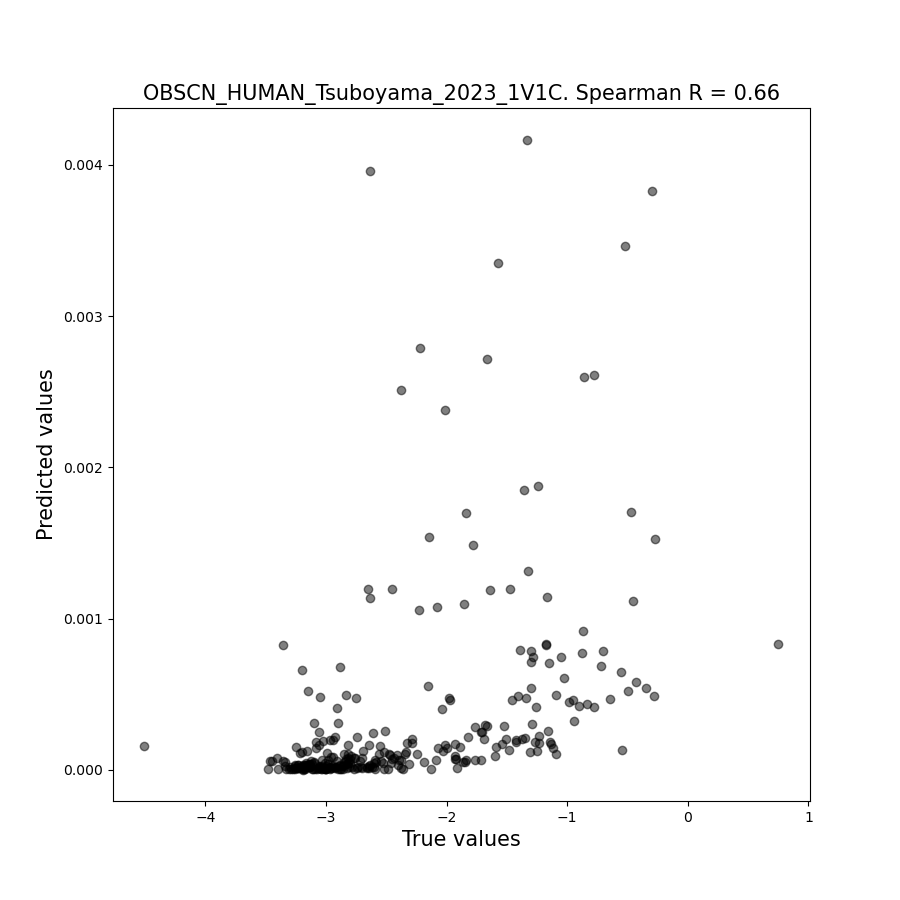 OBSCN_HUMAN_Tsuboyama_2023_1V1C. Spearman R = 0.66
Predicted values
0.004
0.003
0.002
0.001
0.000
−4 −3 −2 −1 0 1
True values